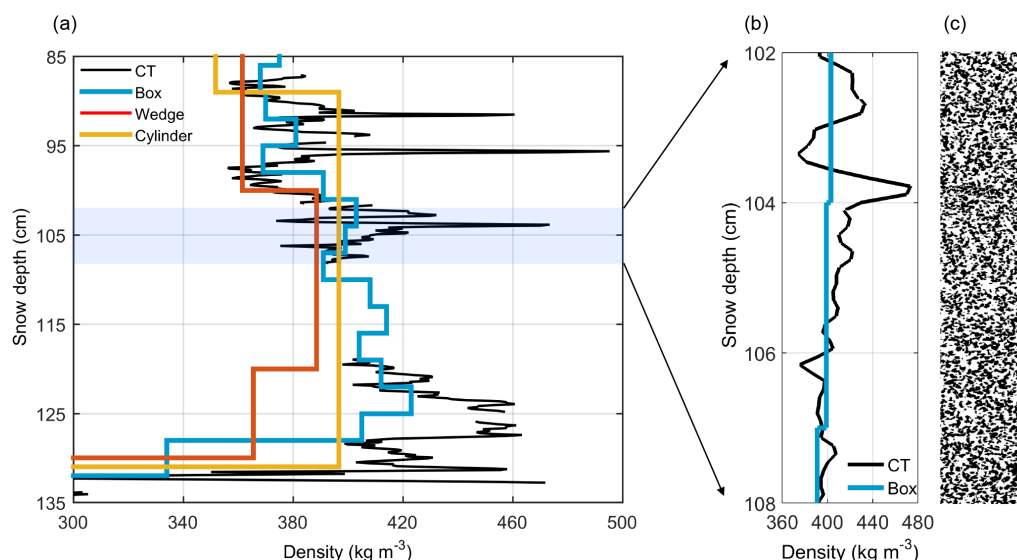 (a)
85
95
105
115
125
135
Snow depth (cm)
CT
Box
Wedge
Cylinder
300
340
380
420
460
500
Density (kg m⁻³)
(b)
102
104
106
108
Snow depth (cm)
CT
Box
360
400
440
480
Density (kg m⁻³)
(c)